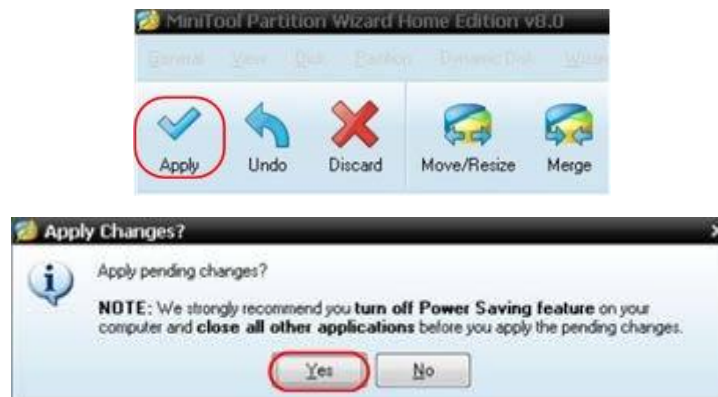 MiniTool Partition Wizard Home Edition v8.0
General View Disk Partition Dynamic Disk
Apply Undo Discard Move/Resize Merge
Apply Changes?
Apply pending changes?
NOTE: We strongly recommend you turn off Power Saving feature on your
computer and close all other applications before you apply the pending changes.
Yes No